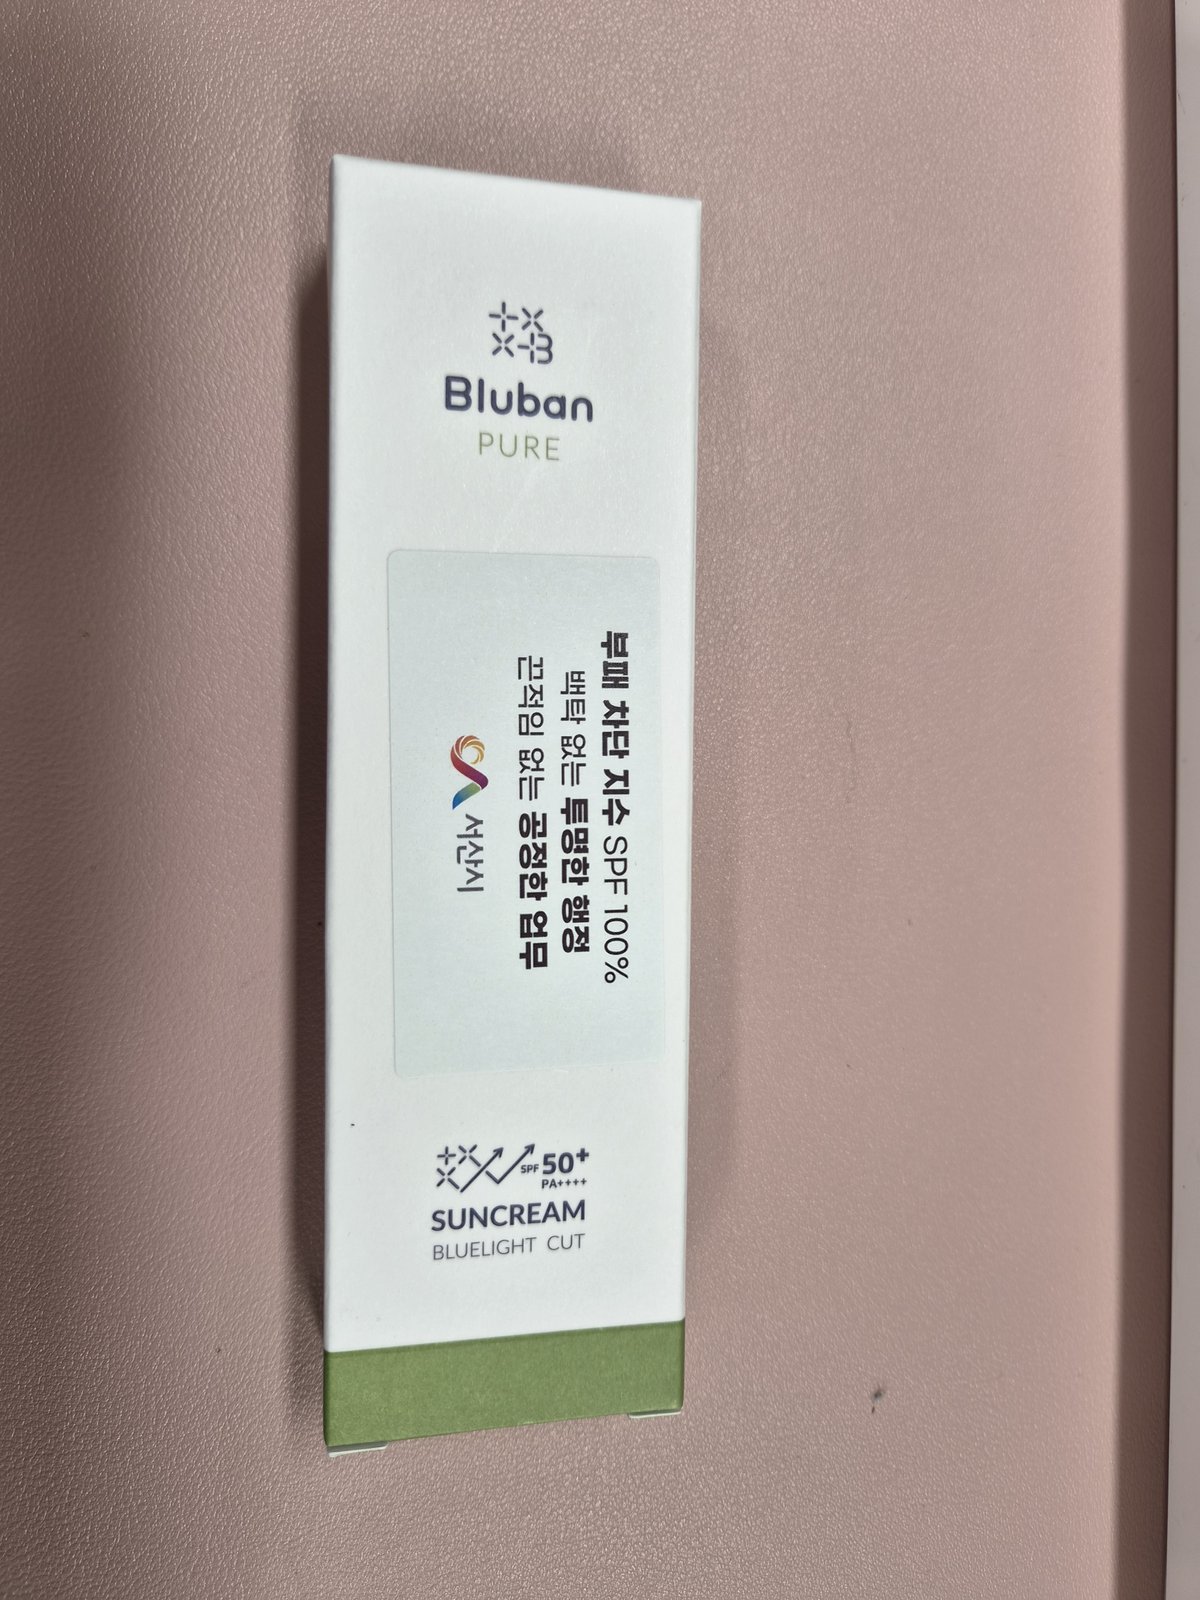 Bluban
PURE
부패 차단 지수 SPF 100%
백탁 없는 투명한 행정
끈적임 없는 공정한 업무
서산시
SPF 50+
PA++++
SUNCREAM
BLUELIGHT CUT